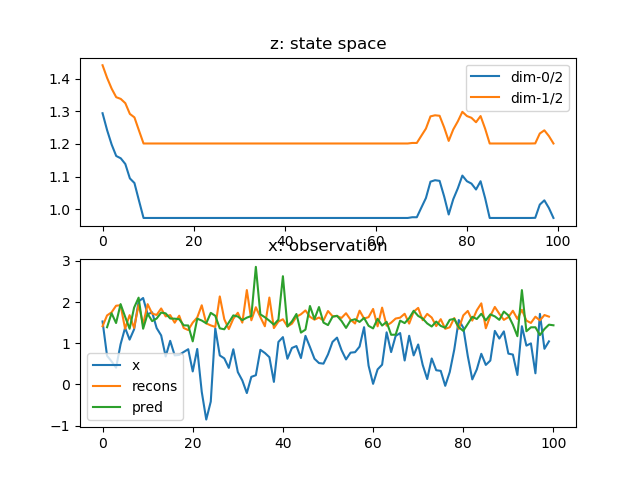 z: state space
1.4
1.3
1.2
1.1
1.0
dim-0/2
dim-1/2
0 20 40 60 80 100
x: observation
3
2
1
0
−1
x
recons
pred
0 20 40 60 80 100